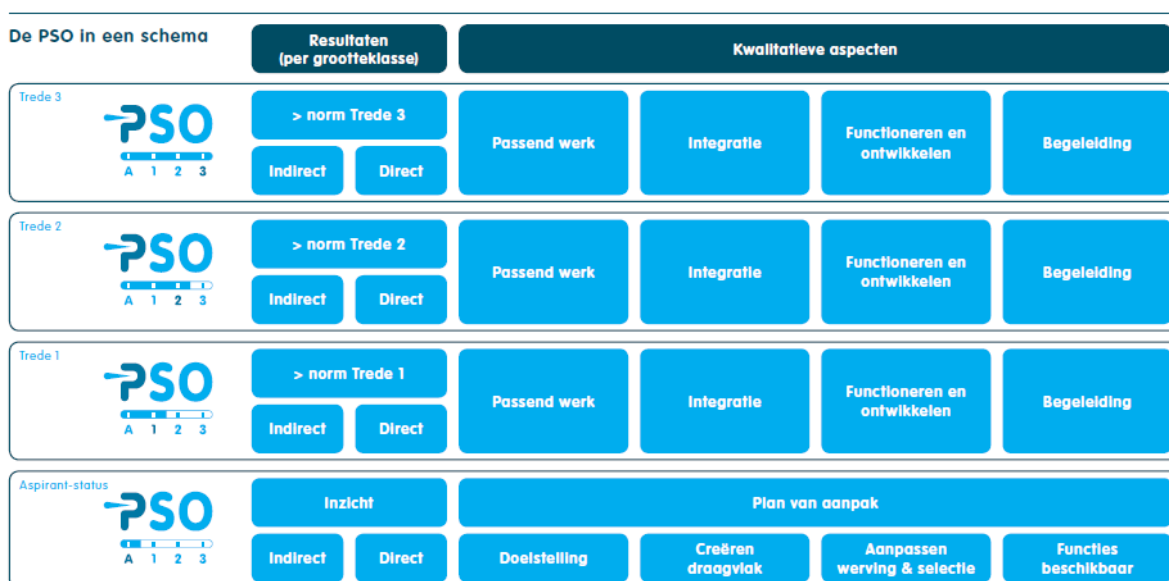 De PSO in een schema
Resultaten
(per grootteklasse)
Kwalitatieve aspecten
Trede 3
PSO
A 1 2 3
> norm Trede 3
Indirect
Direct
Passend werk
Integratie
Functioneren en
ontwikkelen
Begeleiding
Trede 2
PSO
A 1 2 3
> norm Trede 2
Indirect
Direct
Passend werk
Integratie
Functioneren en
ontwikkelen
Begeleiding
Trede 1
PSO
A 1 2 3
> norm Trede 1
Indirect
Direct
Passend werk
Integratie
Functioneren en
ontwikkelen
Begeleiding
Aspirant-status
PSO
A 1 2 3
Inzicht
Indirect
Direct
Plan van aanpak
Doelstelling
Creëren
draagvlak
Aanpassen
werving & selectie
Functies
beschikbaar